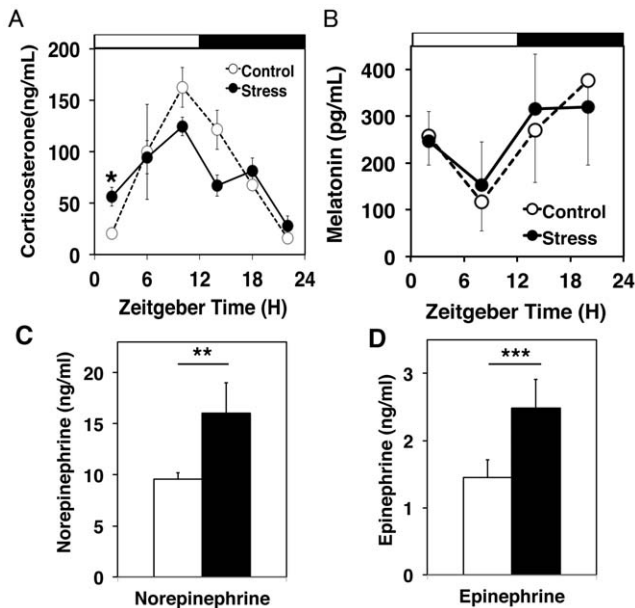 A
Corticosterone(ng/mL)
200
150
100
50
0
Control
Stress
*
0 6 12 18 24
Zeitgeber Time (H)
B
Melatonin (pg/mL)
400
300
200
100
0
Control
Stress
0 6 12 18 24
Zeitgeber Time (H)
C
Norepinephrine (ng/ml)
20
15
10
5
0
**
Norepinephrine
D
Epinephrine (ng/ml)
3
2
1
0
***
Epinephrine